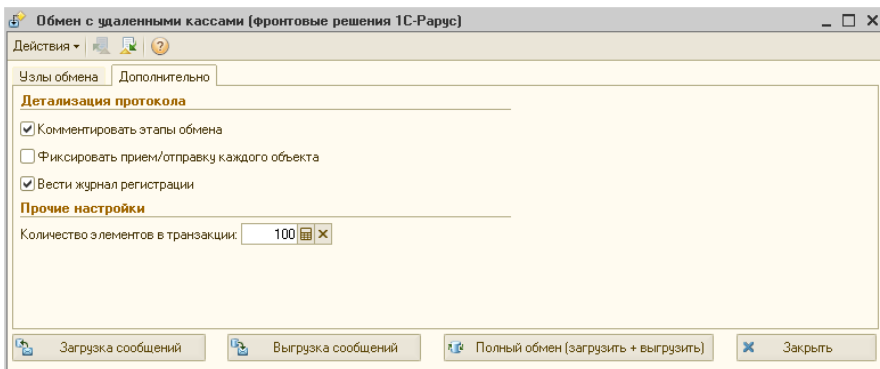 Обмен с удаленными кассами (фронтовые решения 1С-Рарус)
Действия
Узлы обмена Дополнительно
Детализация протокола
Комментировать этапы обмена
Фиксировать прием/отправку каждого объекта
Вести журнал регистрации
Прочие настройки
Количество элементов в транзакции: 100
Загрузка сообщений Выгрузка сообщений Полный обмен (загрузить + выгрузить) Закрыть